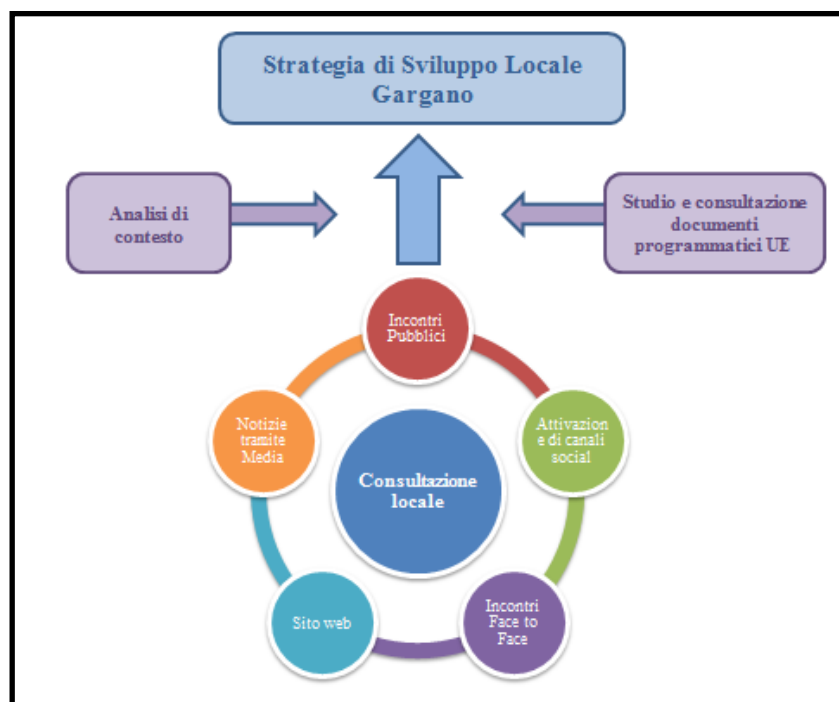 Strategia di Sviluppo Locale
Gargano
Analisi di
contesto
Studio e consultazione
documenti
programmatici UE
Incontri
Pubblici
Notizie
tramite
Media
Attivazion
e di canali
social
Consultazione
locale
Sito web
Incontri
Face to
Face